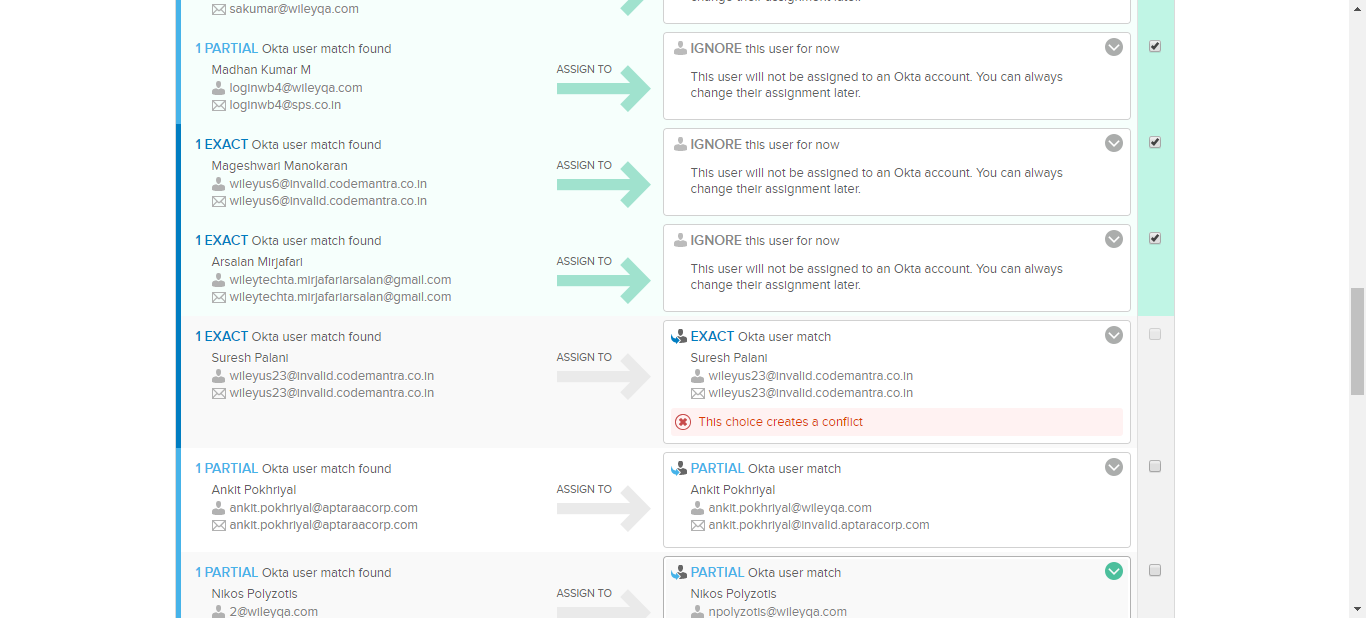 sakumar@wileyqa.com
change their assignment later.
1 PARTIAL Okta user match found
Madhan Kumar M
loginwb4@wileyqa.com
loginwb4@sps.co.in
ASSIGN TO
IGNORE this user for now
This user will not be assigned to an Okta account. You can always
change their assignment later.
1 EXACT Okta user match found
Mageshwari Manokaran
wileyus6@invalid.codemantra.co.in
wileyus6@invalid.codemantra.co.in
ASSIGN TO
IGNORE this user for now
This user will not be assigned to an Okta account. You can always
change their assignment later.
1 EXACT Okta user match found
Arsalan Mirjafari
wileytechta.mirjafariarsalan@gmail.com
wileytechta.mirjafariarsalan@gmail.com
ASSIGN TO
IGNORE this user for now
This user will not be assigned to an Okta account. You can always
change their assignment later.
1 EXACT Okta user match found
Suresh Palani
wileyus23@invalid.codemantra.co.in
wileyus23@invalid.codemantra.co.in
ASSIGN TO
EXACT Okta user match
Suresh Palani
wileyus23@invalid.codemantra.co.in
wileyus23@invalid.codemantra.co.in
This choice creates a conflict
1 PARTIAL Okta user match found
Ankit Pokhriyal
ankit.pokhriyal@aptaraacorp.com
ankit.pokhriyal@aptaraacorp.com
ASSIGN TO
PARTIAL Okta user match
Ankit Pokhriyal
ankit.pokhriyal@wileyqa.com
ankit.pokhriyal@invalid.aptaracorp.com
1 PARTIAL Okta user match found
Nikos Polyzotis
2@wileyqa.com
ASSIGN TO
PARTIAL Okta user match
Nikos Polyzotis
npolyzotis@wileyqa.com